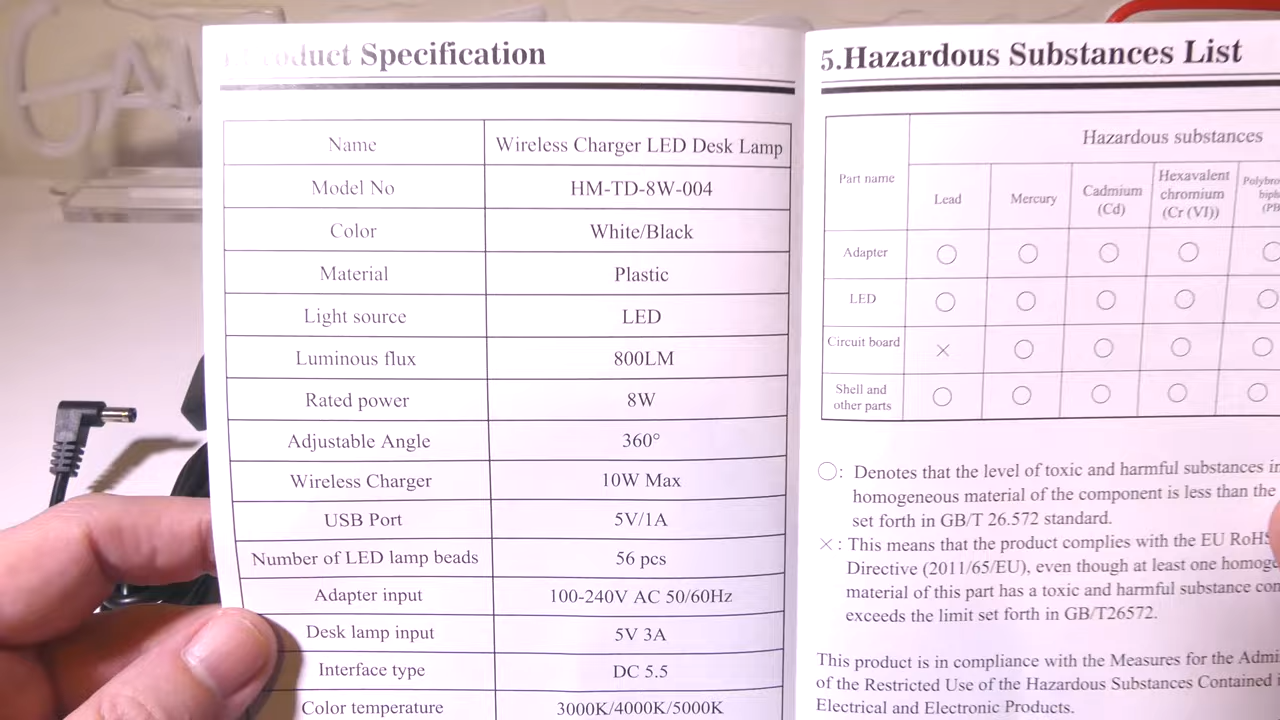 Product Specification
Name Wireless Charger LED Desk Lamp
Model No HM-TD-8W-004
Color White/Black
Material Plastic
Light source LED
Luminous flux 800LM
Rated power 8W
Adjustable Angle 360°
Wireless Charger 10W Max
USB Port 5V/1A
Number of LED lamp beads 56 pcs
Adapter input 100-240V AC 50/60Hz
Desk lamp input 5V 3A
Interface type DC 5.5
Color temperature 3000K/4000K/5000K
5.Hazardous Substances List
Hazardous substances
Part name
Lead
Mercury
Cadmium
(Cd)
Hexavalent
chromium
(Cr (VI))
Adapter ○ ○ ○ ○ ○
LED ○ ○ ○ ○ ○
Circuit board × ○ ○ ○ ○
Shell and
other parts ○ ○ ○ ○ ○
○: Denotes that the level of toxic and harmful substances in
homogeneous material of the component is less than the
set forth in GB/T 26.572 standard.
×: This means that the product complies with the EU RoHS
Directive (2011/65/EU), even though at least one
material of this part has a toxic and harmful substance
exceeds the limit set forth in GB/T26572.
This product is in compliance with the Measures for the
of the Restricted Use of the Hazardous Substances Contained
Electrical and Electronic Products.